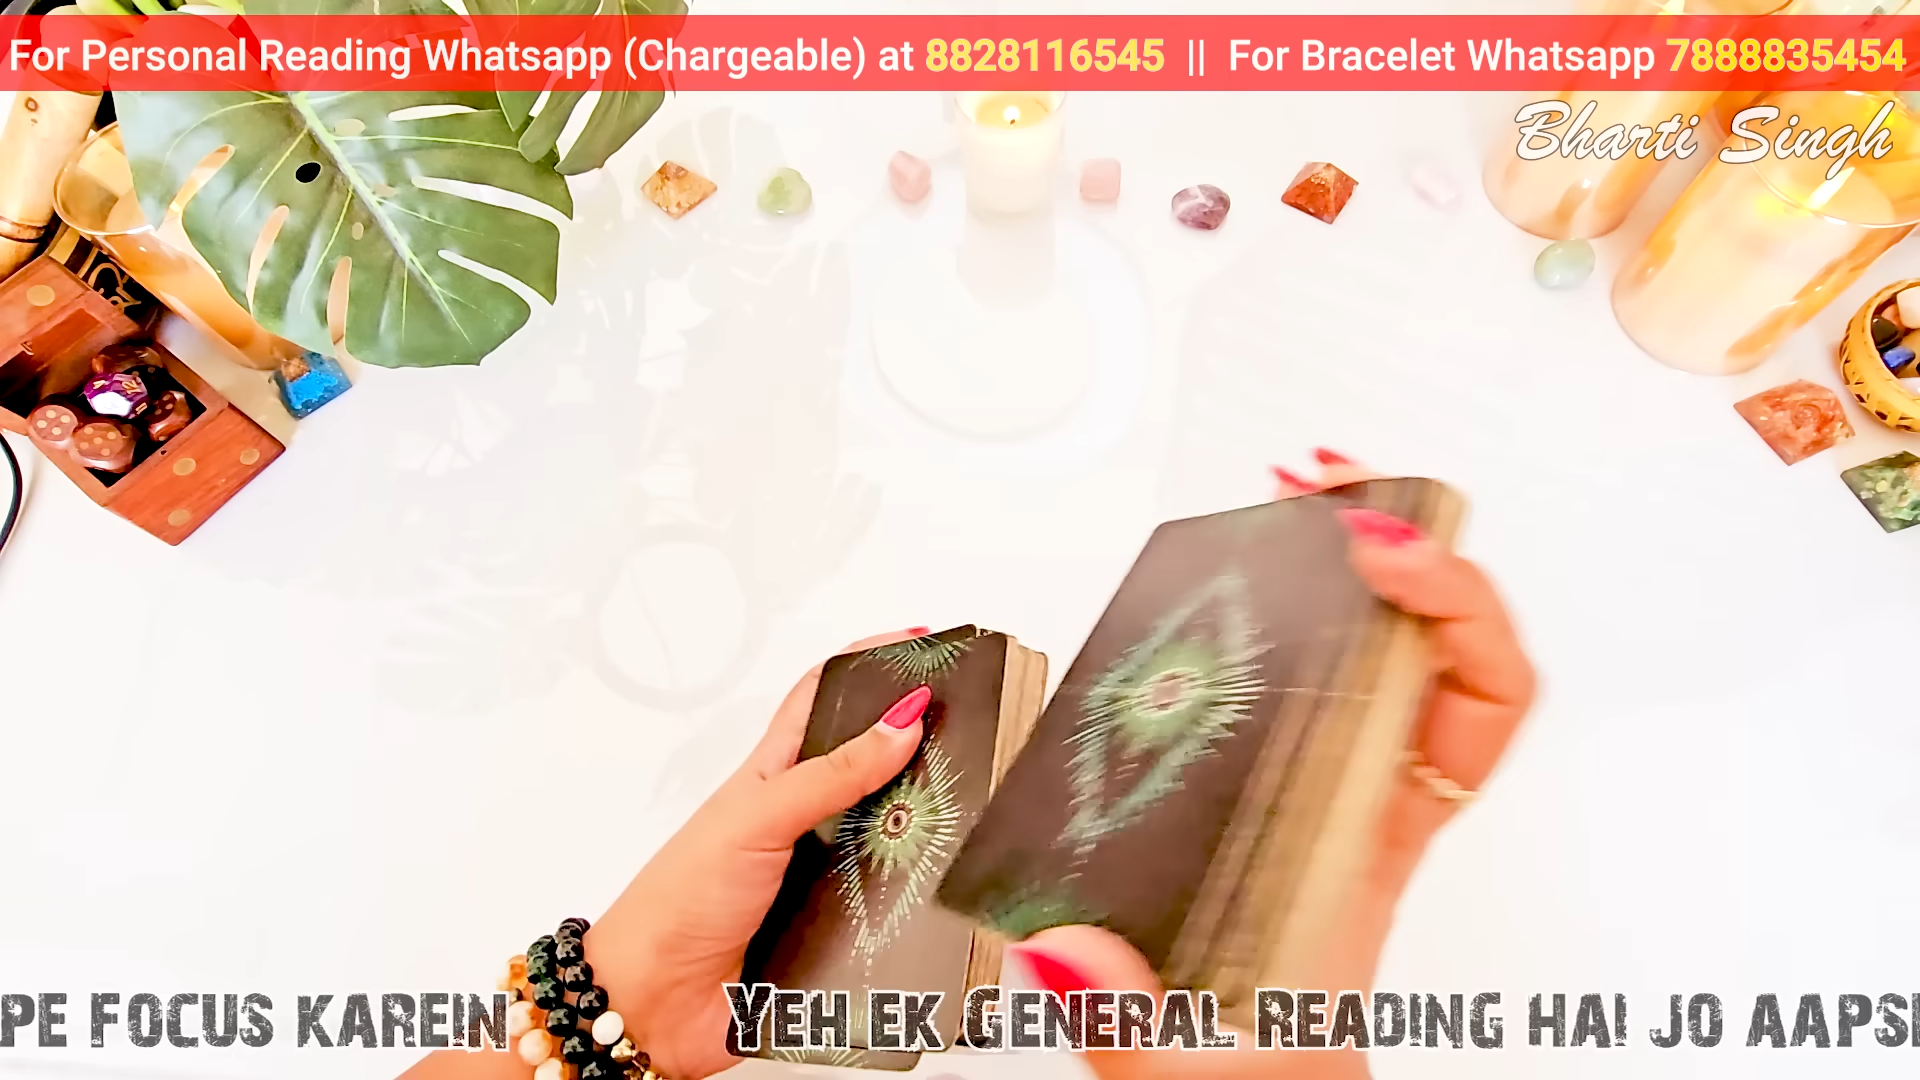 For Personal Reading Whatsapp (Chargeable) at 8828116545 || For Bracelet Whatsapp 7888835454
Bharti Singh
PE FOCUS KAREIN YEH EK GENERAL READING HAI JO AAPSE